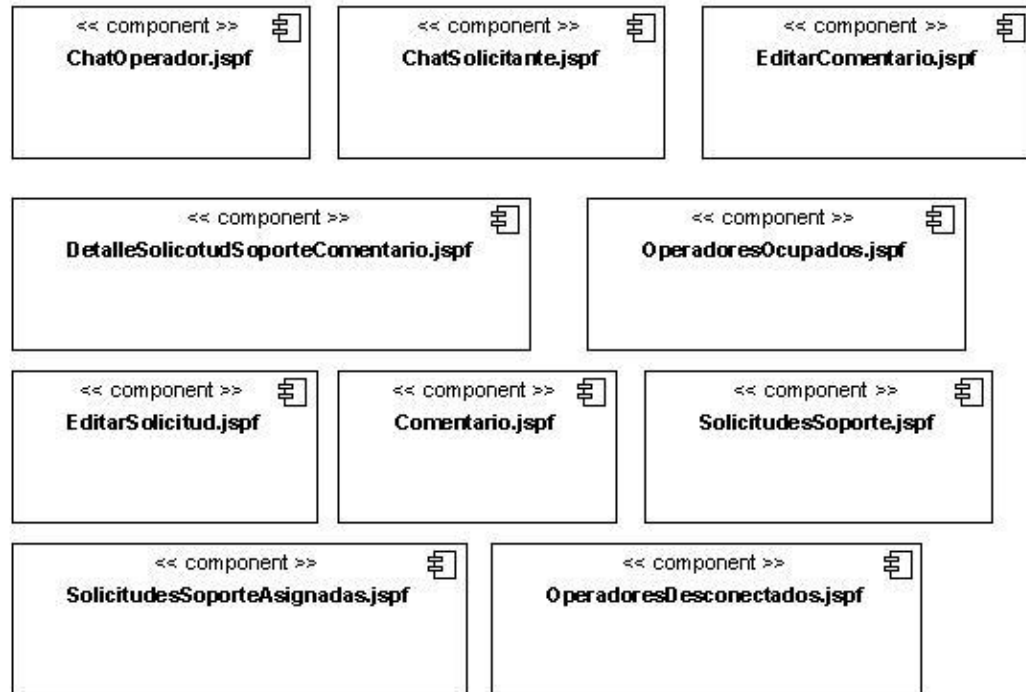 << component >>
ChatOperador.jspf
<< component >>
ChatSolicitante.jspf
<< component >>
EditarComentario.jspf
<< component >>
DetalleSolicotudSoporteComentario.jspf
<< component >>
OperadoresOcupados.jspf
<< component >>
EditarSolicitud.jspf
<< component >>
Comentario.jspf
<< component >>
SolicitudesSoporte.jspf
<< component >>
SolicitudesSoporteAsignadas.jspf
<< component >>
OperadoresDesconectados.jspf